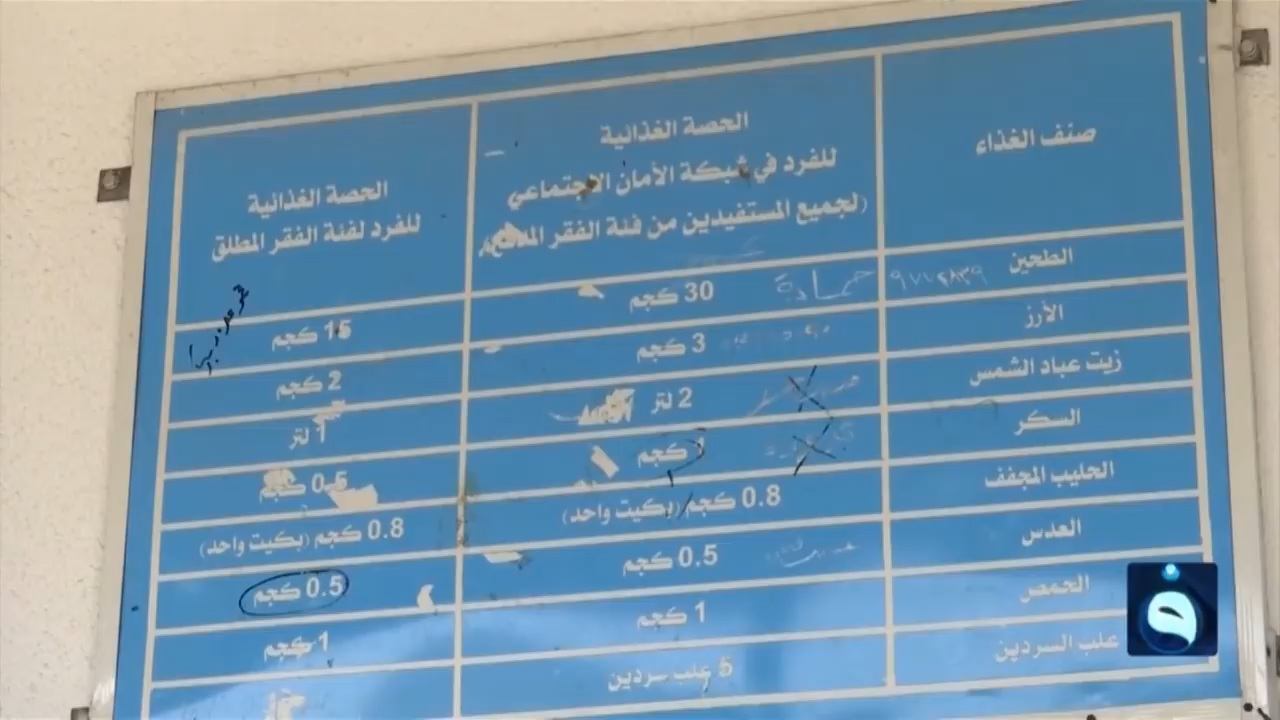 صنف الغذاء
الحصة الغذائية
للفرد في شبكة الأمان الاجتماعي
(لجميع المستفيدين من فئة الفقر
الحصة الغذائية
للفرد لفئة الفقر المطلق
الطحين 30 كجم 15 كجم
حمادة
الأرز 3 كجم 2 كجم
زيت عباد الشمس 2 لتر 1 لتر
السكر 1 كجم 0.5 كجم
الحليب المجفف 0.8 كجم (بكيت واحد) 0.8 كجم (بكيت واحد)
العدس 0.5 كجم 0.5 كجم
الحمص 1 كجم 1 كجم
علب السردين 5 علب سردين